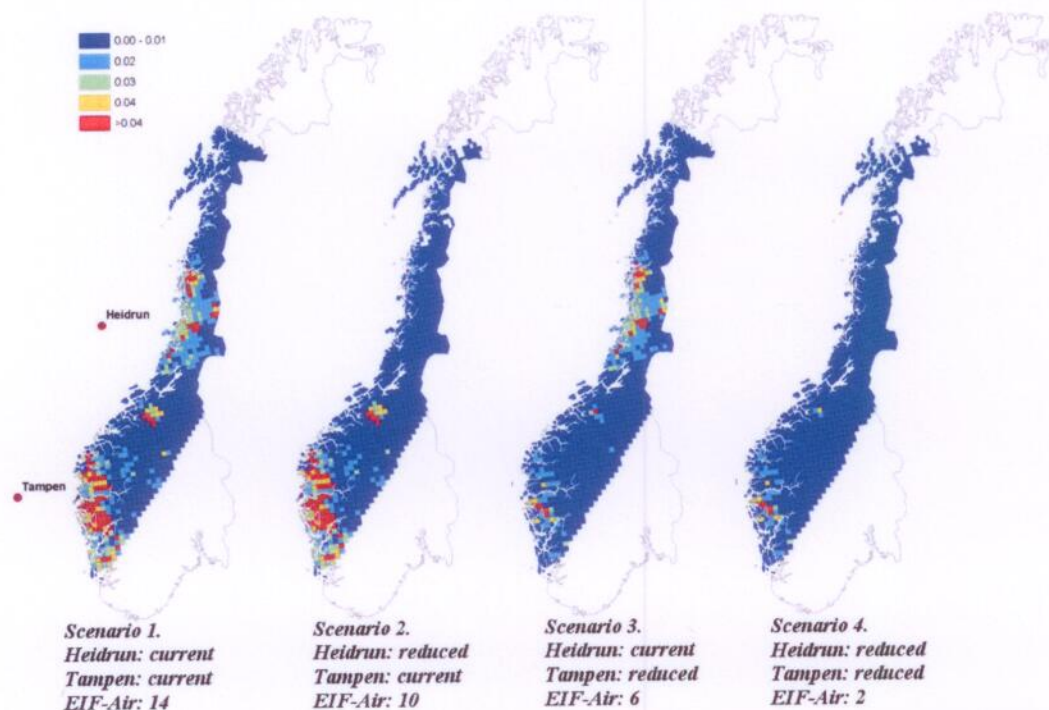 0.00 - 0.01
0.02
0.03
0.04
>0.04
Heidrun
Tampen
Scenario 1.
Heidrun: current
Tampen: current
EIF-Air: 14
Scenario 2.
Heidrun: reduced
Tampen: current
EIF-Air: 10
Scenario 3.
Heidrun: current
Tampen: reduced
EIF-Air: 6
Scenario 4.
Heidrun: reduced
Tampen: reduced
EIF-Air: 2